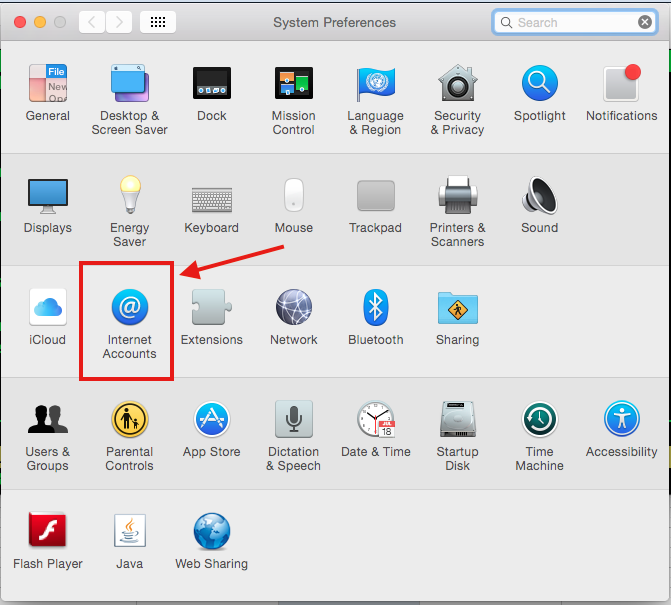 System Preferences
Search
File
New
Ope
General
Desktop &
Screen Saver
Dock
Mission
Control
Language
& Region
Security
& Privacy
Spotlight
Notifications
Displays
Energy
Saver
Keyboard
Mouse
Trackpad
Printers &
Scanners
Sound
iCloud
@
Internet
Accounts
Extensions
Network
Bluetooth
Sharing
Users &
Groups
Parental
Controls
App Store
Dictation
& Speech
JUL
18
Date & Time
Startup
Disk
Time
Machine
Accessibility
Flash Player
Java
Web Sharing